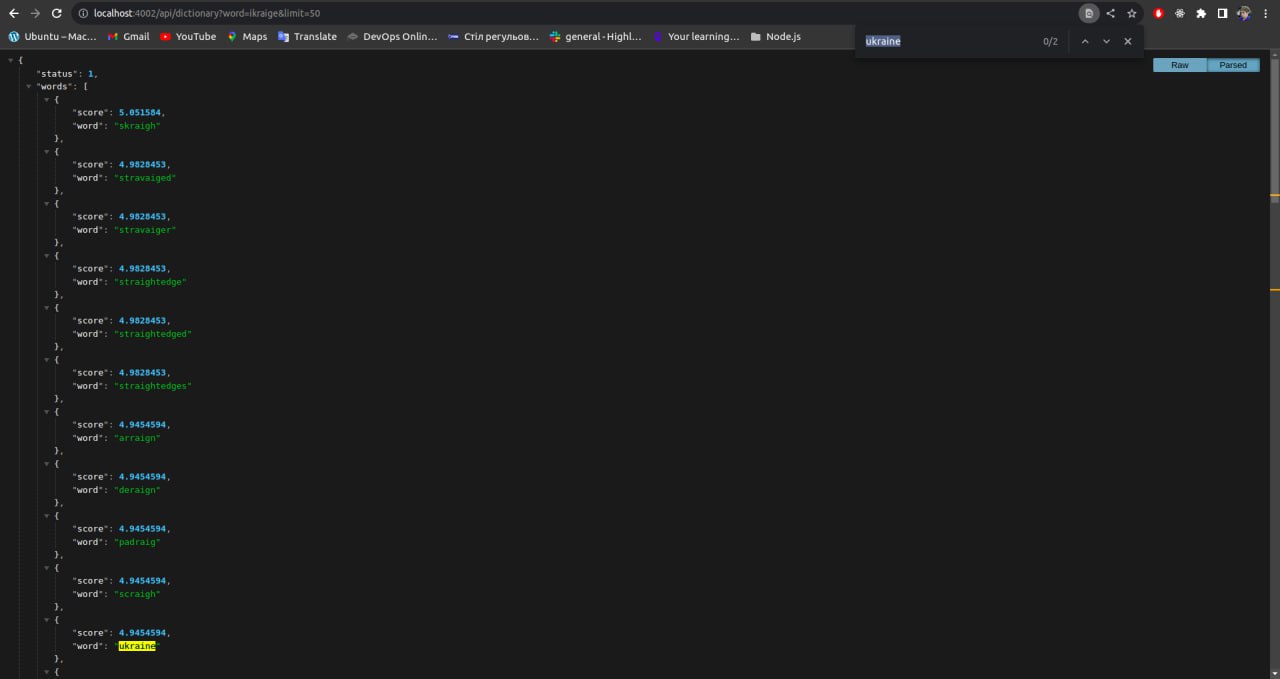 localhost:4002/api/dictionary?word=ikraige&limit=50
Ubuntu – Mac... Gmail YouTube Maps Translate DevOps Onlin... Стіл регульов... general - Highl... Your learning... Node.js
ukraine 0/2
Raw Parsed
{
"status": 1,
"words": [
{
"score": 5.051584,
"word": "skraigh"
},
{
"score": 4.9828453,
"word": "stravaiged"
},
{
"score": 4.9828453,
"word": "stravaiger"
},
{
"score": 4.9828453,
"word": "straightedge"
},
{
"score": 4.9828453,
"word": "straightedged"
},
{
"score": 4.9828453,
"word": "straightedges"
},
{
"score": 4.9454594,
"word": "arraign"
},
{
"score": 4.9454594,
"word": "deraign"
},
{
"score": 4.9454594,
"word": "padraig"
},
{
"score": 4.9454594,
"word": "scraigh"
},
{
"score": 4.9454594,
"word": "ukraine"
},
{